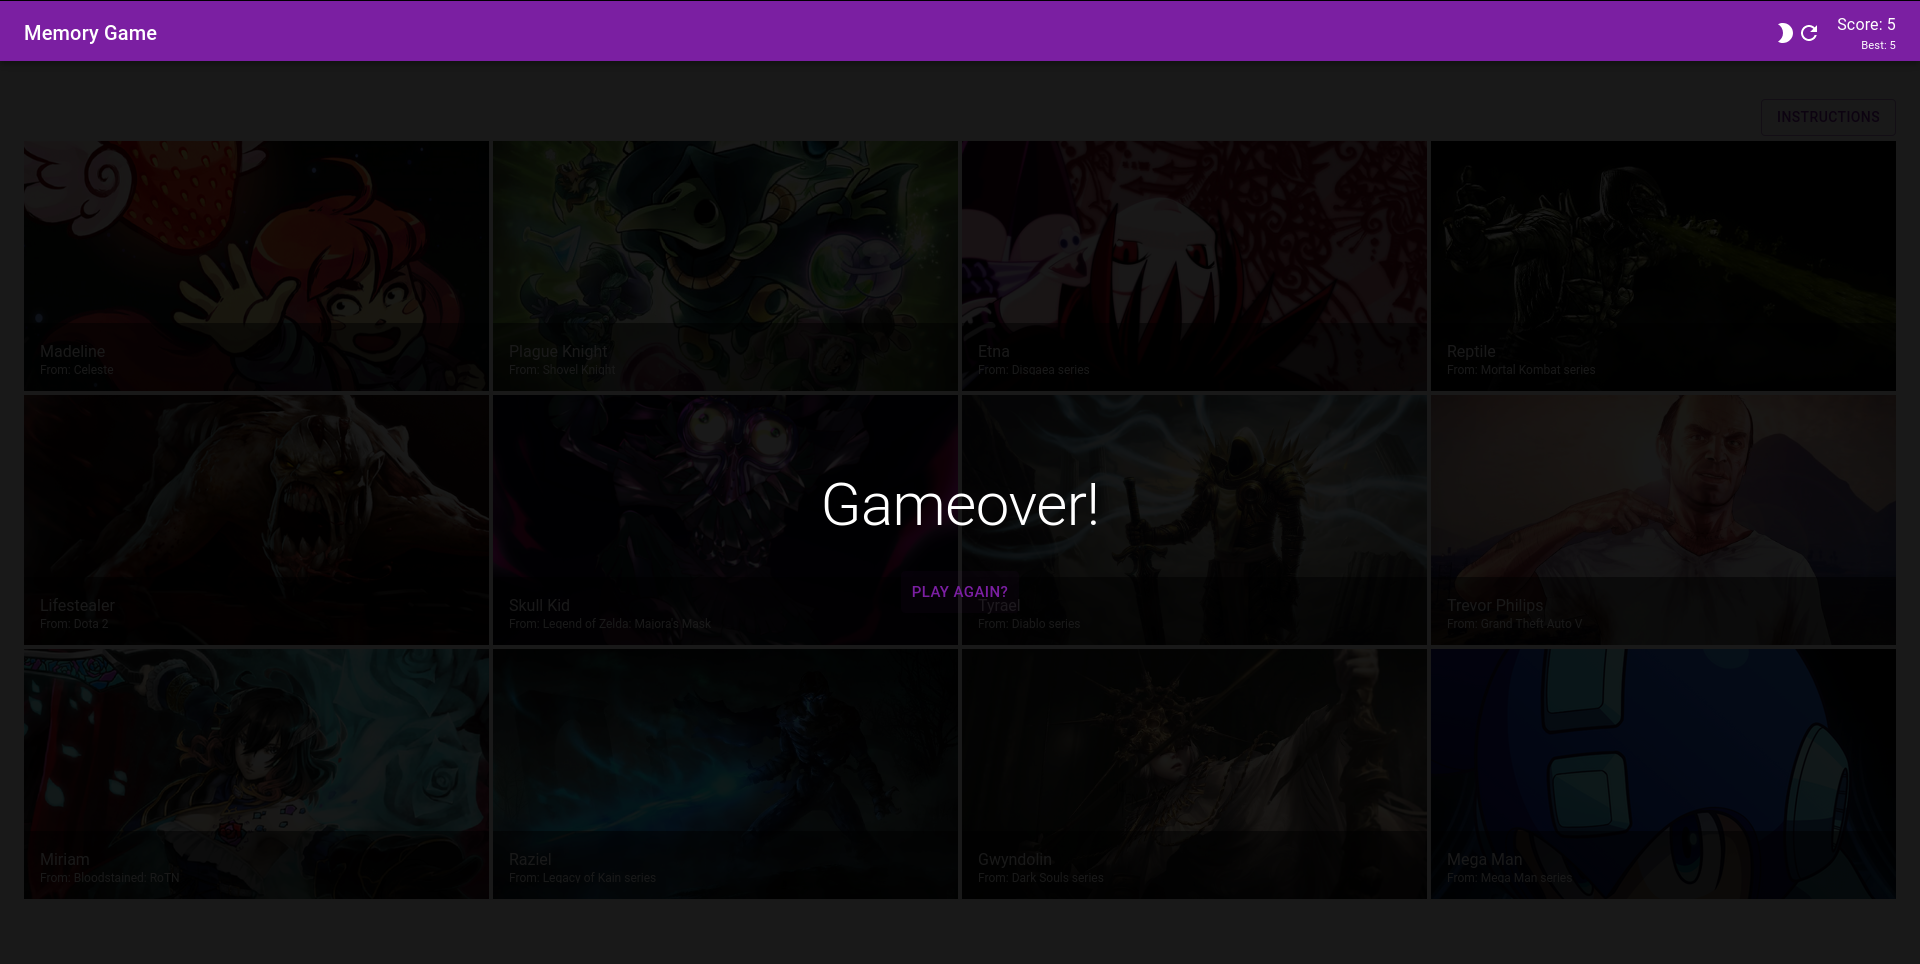 Memory Game
Score: 5
Best: 5
INSTRUCTIONS
Madeline
From: Celeste
Plague Knight
From: Shovel Knight
Etna
From: Disgaea series
Reptile
From: Mortal Kombat series
Gameover!
PLAY AGAIN?
Lifestealer
From: Dota 2
Skull Kid
From: Legend of Zelda: Majora's Mask
Tyrael
From: Diablo series
Trevor Philips
From: Grand Theft Auto V
Miriam
From: Bloodstained: RoTN
Raziel
From: Legacy of Kain series
Gwyndolin
From: Dark Souls series
Mega Man
From: Mega Man series